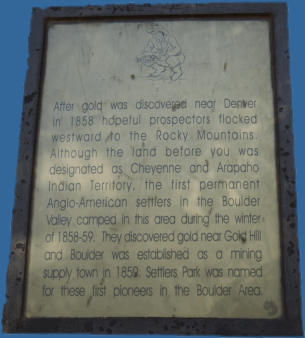 After gold was discovered near Denver
in 1858 hopeful prospectors flocked
westward to the Rocky Mountains.
Although the land before you was
designated as Cheyenne and Arapaho
Indian Territory, the first permanent
Anglo-American settlers in the Boulder
Valley camped in this area during the winter
of 1858-59. They discovered gold near Gold Hill
and Boulder was established as a mining
supply town in 1859. Settlers Park was named
for these first pioneers in the Boulder Area.